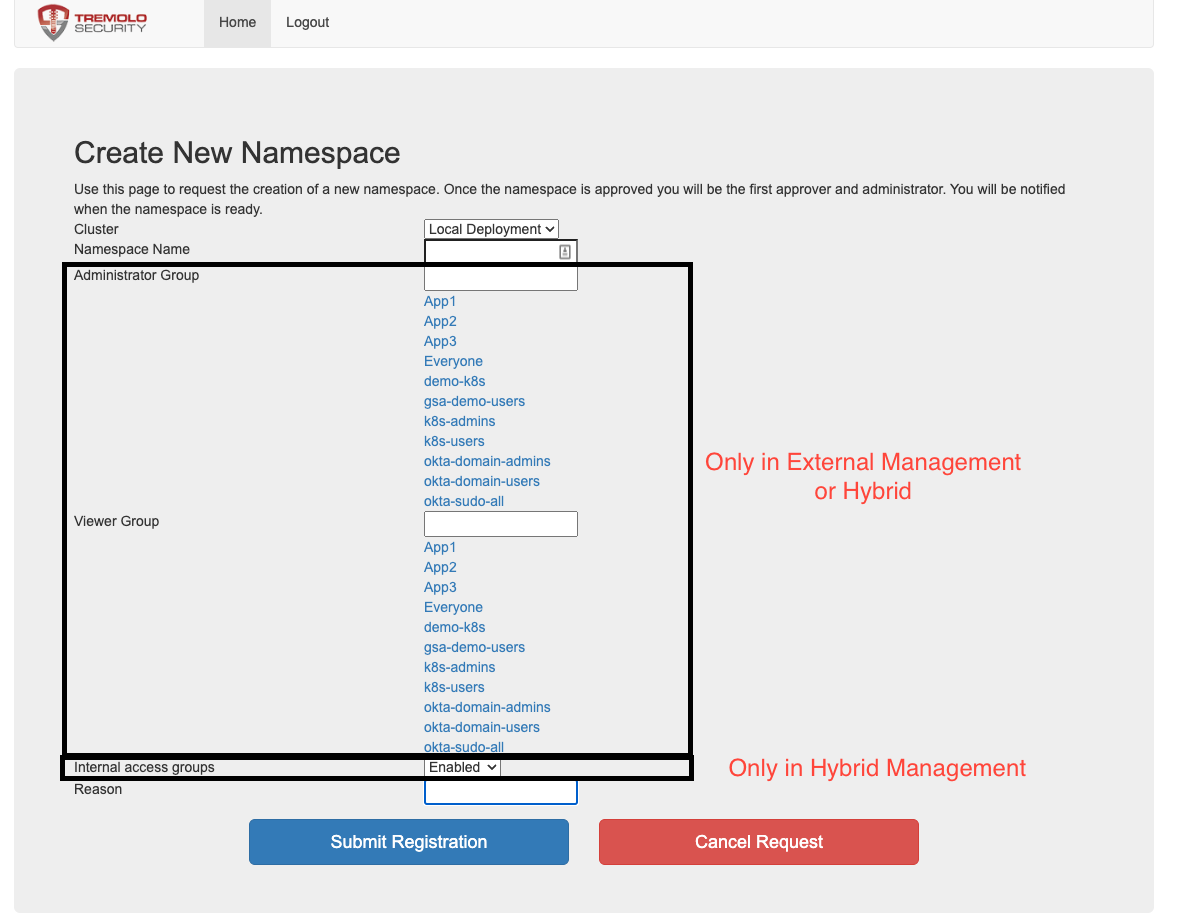 TREMOLO
SECURITY
Home
Logout
Create New Namespace
Use this page to request the creation of a new namespace. Once the namespace is approved you will be the first approver and administrator. You will be notified
when the namespace is ready.
Cluster
Local Deployment
Namespace Name
Administrator Group
App1
App2
App3
Everyone
demo-k8s
gsa-demo-users
k8s-admins
k8s-users
okta-domain-admins
okta-domain-users
okta-sudo-all
Only in External Management
or Hybrid
Viewer Group
App1
App2
App3
Everyone
demo-k8s
gsa-demo-users
k8s-admins
k8s-users
okta-domain-admins
okta-domain-users
okta-sudo-all
Internal access groups
Enabled
Only in Hybrid Management
Reason
Submit Registration
Cancel Request